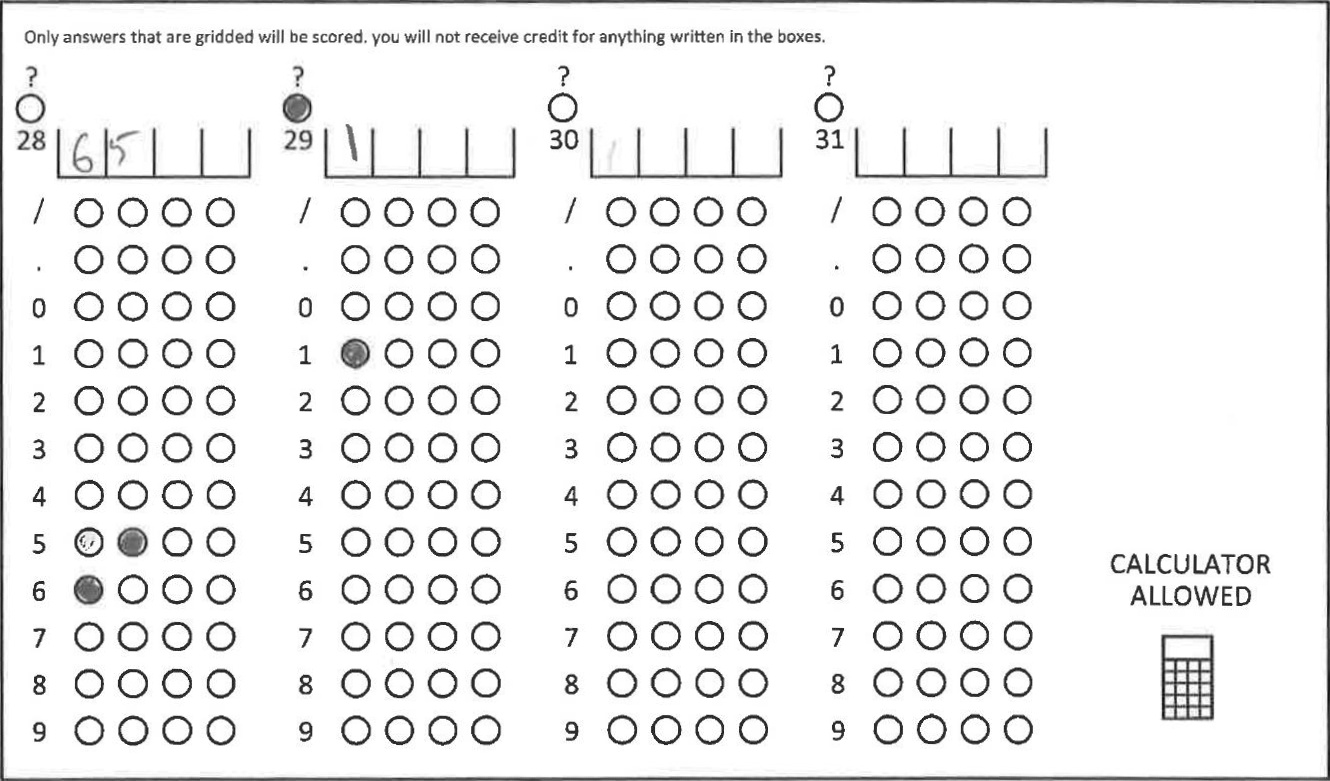 Only answers that are gridded will be scored. you will not receive credit for anything written in the boxes.
? ? ? ?
28 65 29 1 30 1 31
/ / / /
. . . .
0 0 0 0
1 1 1 1
2 2 2 2
3 3 3 3
4 4 4 4
5 5 5 5
6 6 6 6
7 7 7 7
8 8 8 8
9 9 9 9
CALCULATOR
ALLOWED